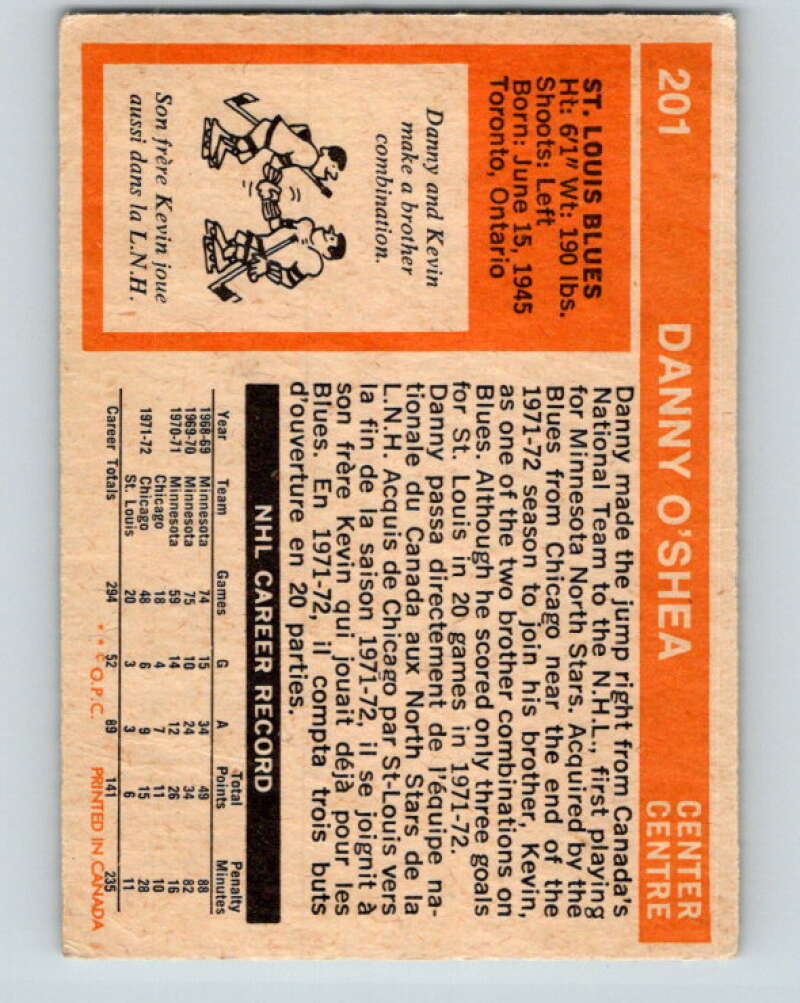 201 DANNY O'SHEA CENTER
CENTRE
ST. LOUIS BLUES
Ht: 6'1" Wt: 190 lbs.
Shoots: Left
Born: June 15, 1945
Toronto, Ontario
Danny and Kevin
make a brother
combination.
Son frère Kevin joue
aussi dans la L.N.H.
Danny made the jump right from Canada's
National Team to the N.H.L., first playing
for Minnesota North Stars. Acquired by the
Blues from Chicago near the end of the
1971-72 season to join his brother, Kevin,
as one of the two brother combinations on
Blues. Although he scored only three goals
for St. Louis in 20 games in 1971-72.
Danny passa directement de l'équipe na-
tionale du Canada aux North Stars de la
L.N.H. Acquis de Chicago par St-Louis vers
la fin de la saison 1971-72, il se joignit à
son frère Kevin qui jouait déjà pour les
Blues. En 1971-72, il compta trois buts
d'ouverture en 20 parties.
NHL CAREER RECORD
Year Team Games G A Total Points Penalty Minutes
1968-69 Minnesota 74 15 34 49 88
1969-70 Minnesota 75 10 24 34 82
1970-71 Minnesota 59 14 12 26 16
Chicago 18 4 7 11 10
1971-72 Chicago 48 6 9 15 28
St. Louis 20 3 3 6 11
Career Totals 294 52 89 141 235
* * © O.P.C. PRINTED IN CANADA